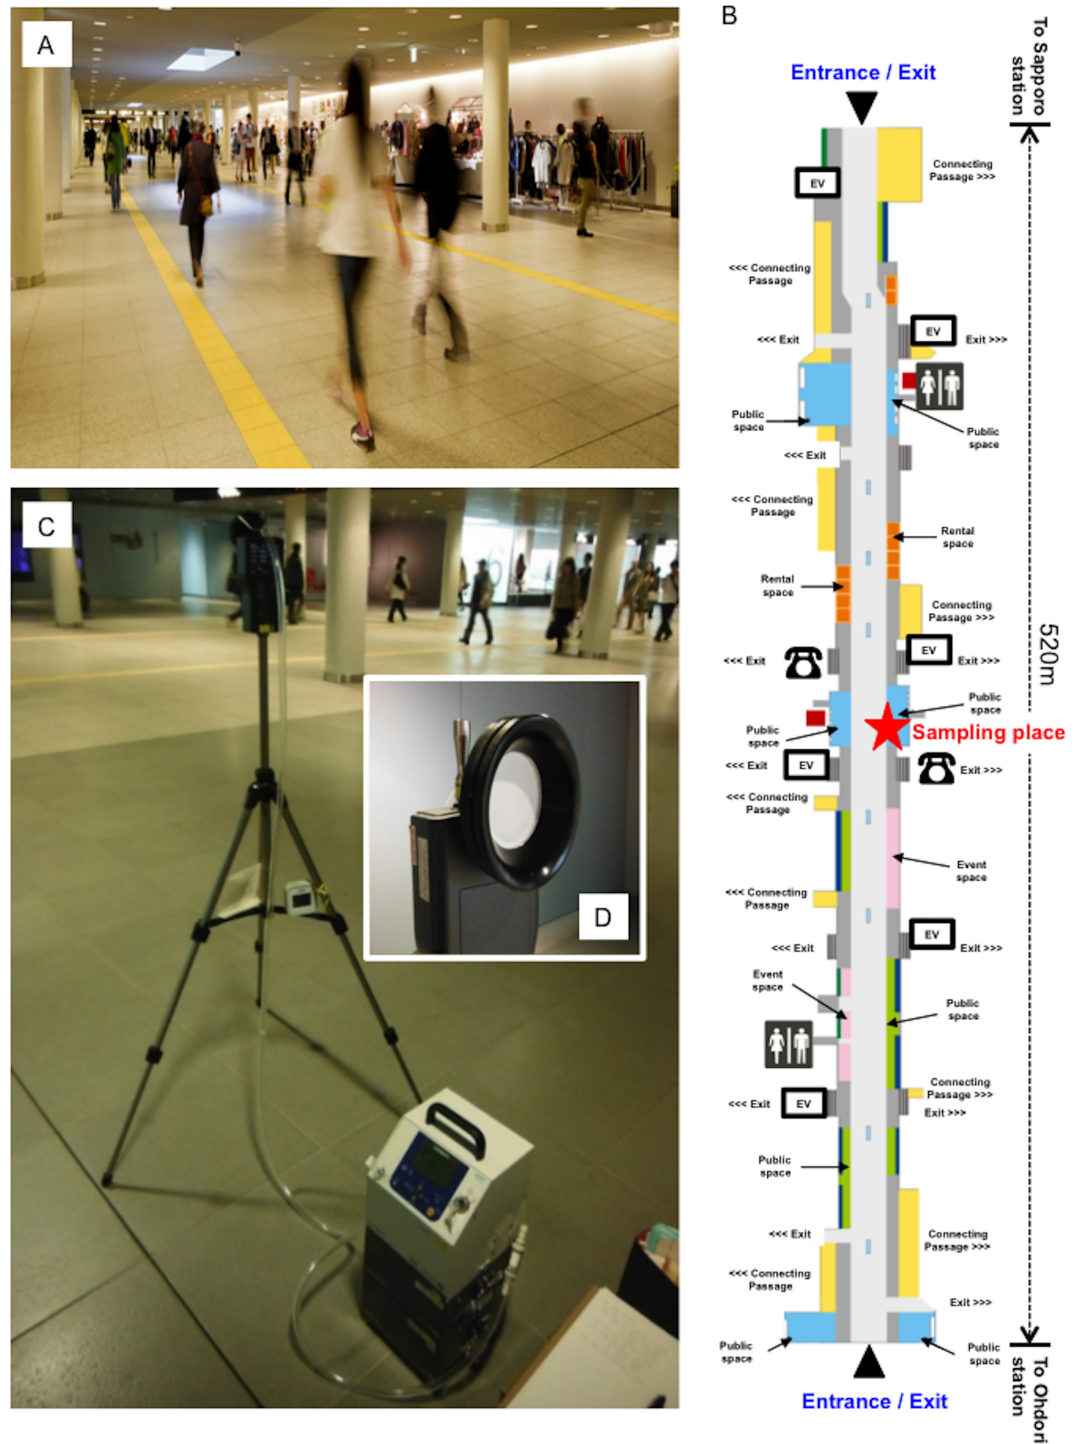 A
B
To Sapporo
station
Entrance / Exit
Connecting
Passage >>>
EV
<<< Connecting
Passage
<<< Exit
EV
Exit >>>
Public
space
Public
space
<<< Exit
<<< Connecting
Passage
Rental
space
Rental
space
Connecting
Passage >>>
520m
<<< Exit
EV
Exit >>>
Public
space
Sampling place
Public
space
<<< Exit
EV
Exit >>>
<<< Connecting
Passage
Event
space
<<< Connecting
Passage
EV
<<< Exit
Exit >>>
Event
space
Public
space
Connecting
Passage >>>
<<< Exit
EV
Exit >>>
Public
space
<<< Exit
Connecting
Passage >>>
<<< Connecting
Passage
Exit >>>
Public
space
Public
space
To Ohdori
station
Entrance / Exit
C
D